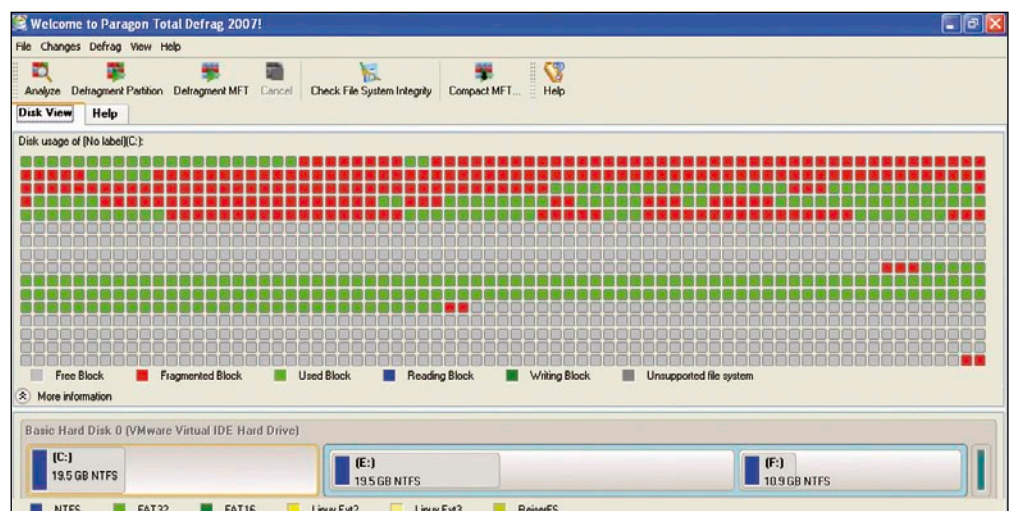 Welcome to Paragon Total Defrag 2007!
File Changes Defrag View Help
Analyze Defragment Partition Defragment MFT Cancel Check File System Integrity Compact MFT... Help
Disk View Help
Disk usage of [No label](C:):
Free Block Fragmented Block Used Block Reading Block Writing Block Unsupported file system
More information
Basic Hard Disk 0 (VMware Virtual IDE Hard Drive)
(C:)
19.5 GB NTFS
(E:)
19.5 GB NTFS
(F:)
10.9 GB NTFS
NTFS FAT32 FAT16 Linux Ext2 Linux Ext3 ReiserFS